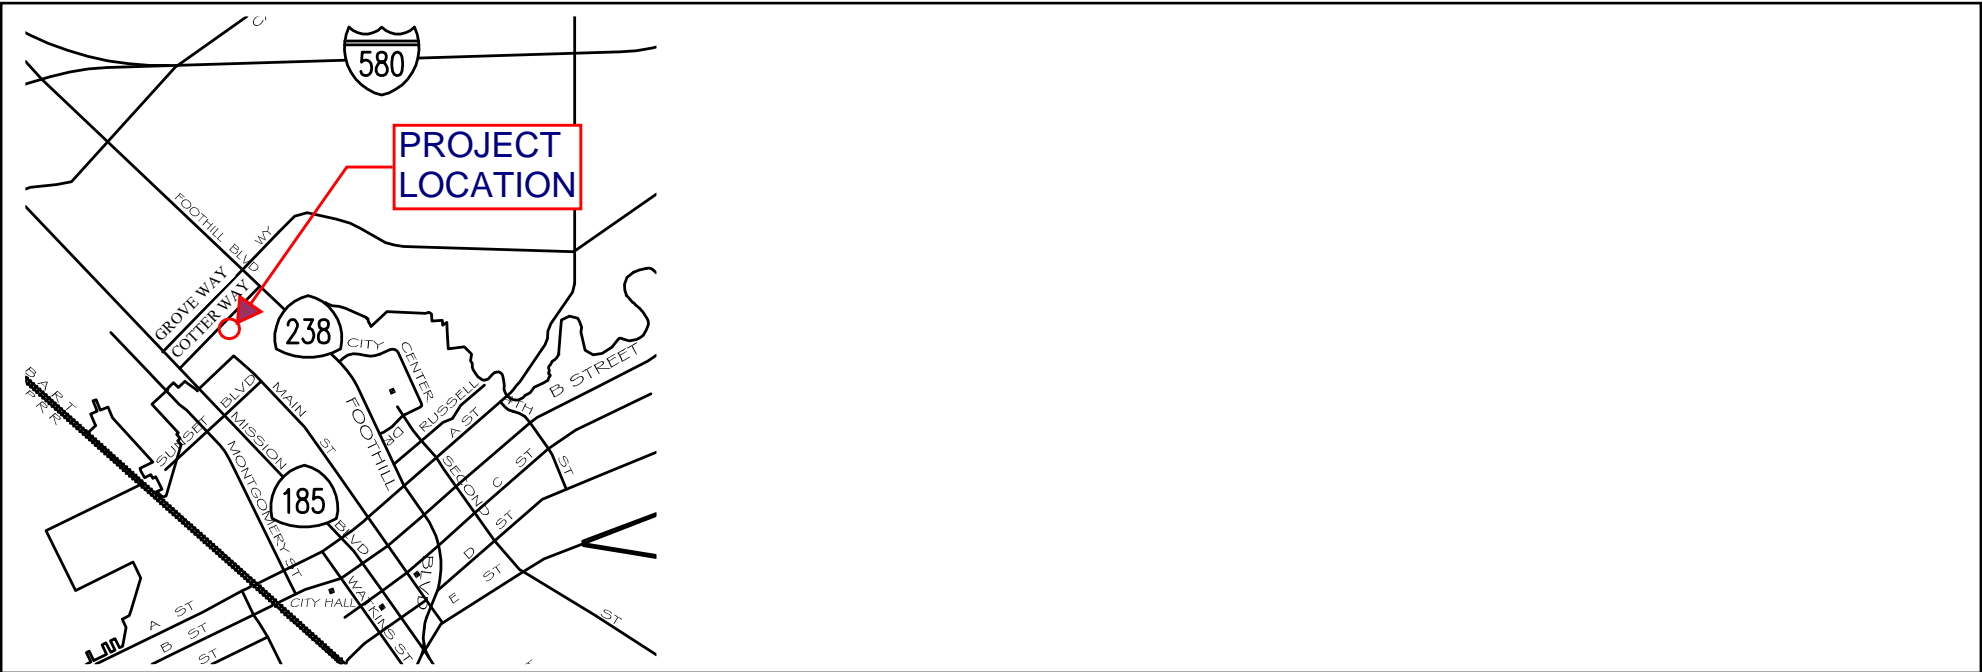 580
PROJECT
LOCATION
FOOTHILL BLVD
WY
GROVE WAY
COTTER WAY
238
CITY CENTER
DR
B STREET
RUSSELL
A ST
4TH
ST
BART
SUNSET BLVD
MAIN
ST
MISSION
BLVD
FOOTHILL
BLVD
MONTGOMERY ST
185
SECOND
ST
C ST
D ST
E ST
WATKINS ST
CITY HALL
A ST
B ST
ST